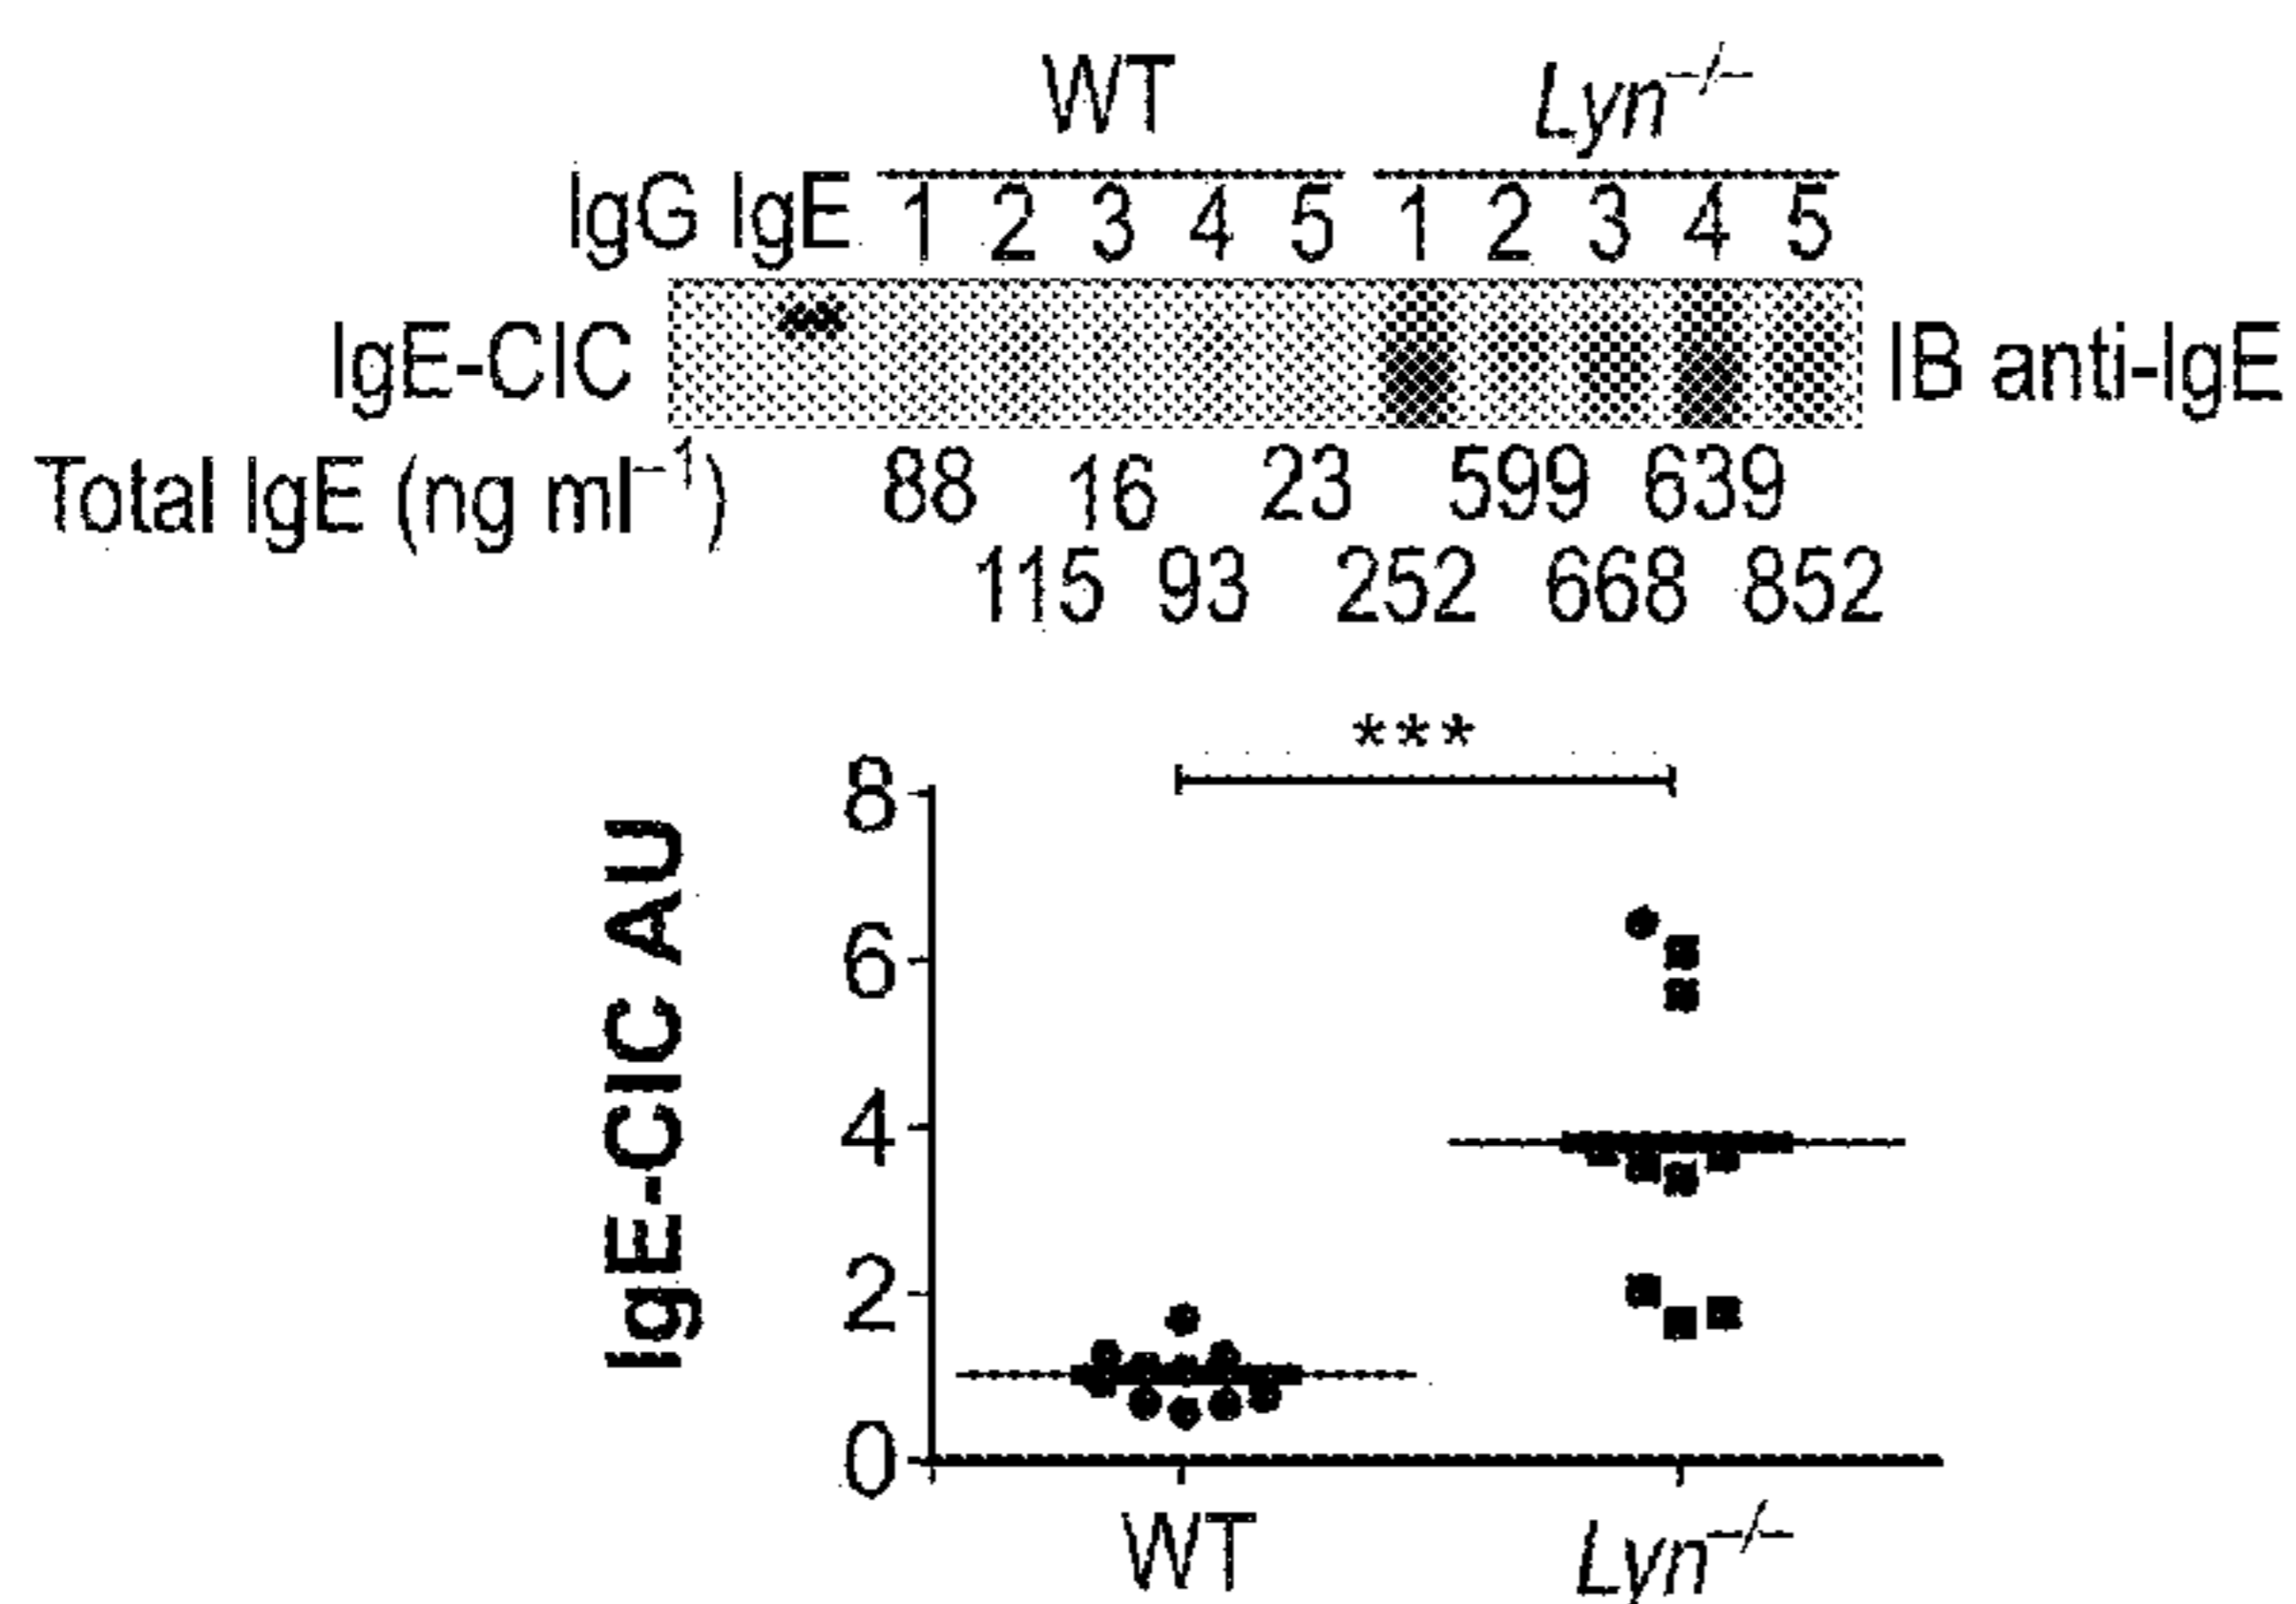 WT Lyn⁻/⁻
IgG IgE 1 2 3 4 5 1 2 3 4 5
IgE-CIC IB anti-IgE
Total IgE (ng ml⁻¹) 88 16 23 599 639
115 93 252 668 852
***
8
6
4
2
0
IgE-CIC AU
WT Lyn⁻/⁻